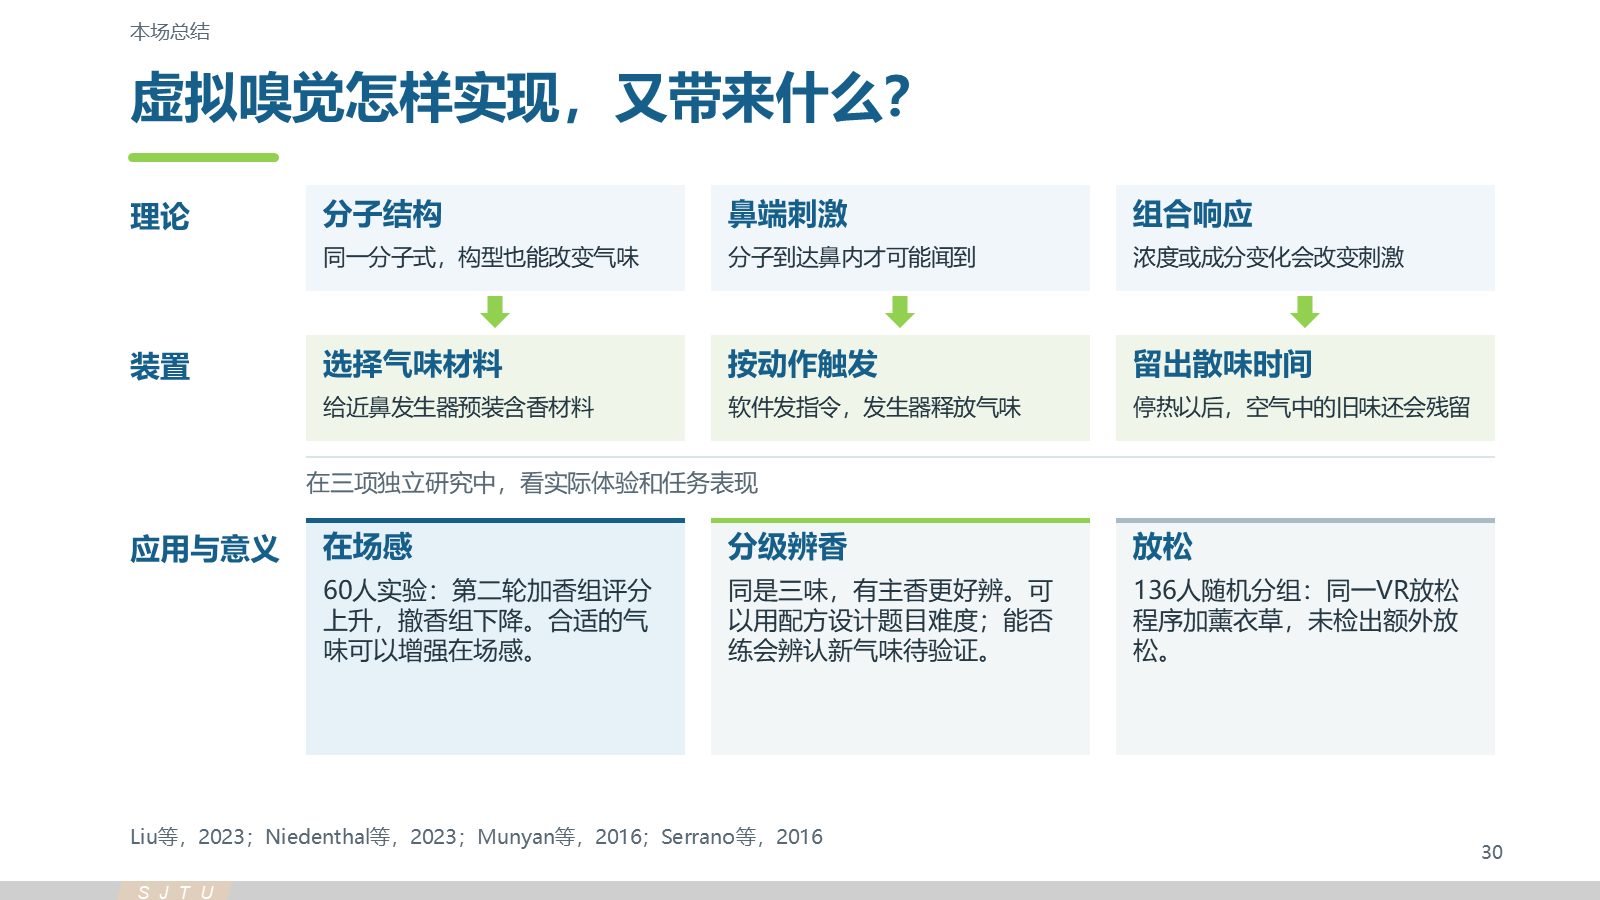 本场总结
虚拟嗅觉怎样实现，又带来什么？
理论
分子结构
同一分子式，构型也能改变气味
鼻端刺激
分子到达鼻内才可能闻到
组合响应
浓度或成分变化会改变刺激
装置
选择气味材料
给近鼻发生器预装含香材料
按动作触发
软件发指令，发生器释放气味
留出散味时间
停热以后，空气中的旧味还会残留
在三项独立研究中，看实际体验和任务表现
应用与意义
在场感
60人实验：第二轮加香组评分
上升，撤香组下降。合适的气
味可以增强在场感。
分级辨香
同是三味，有主香更好辨。可
以用配方设计题目难度；能否
练会辨认新气味待验证。
放松
136人随机分组：同一VR放松
程序加薰衣草，未检出额外放
松。
Liu等，2023；Niedenthal等，2023；Munyan等，2016；Serrano等，2016
30
SJTU